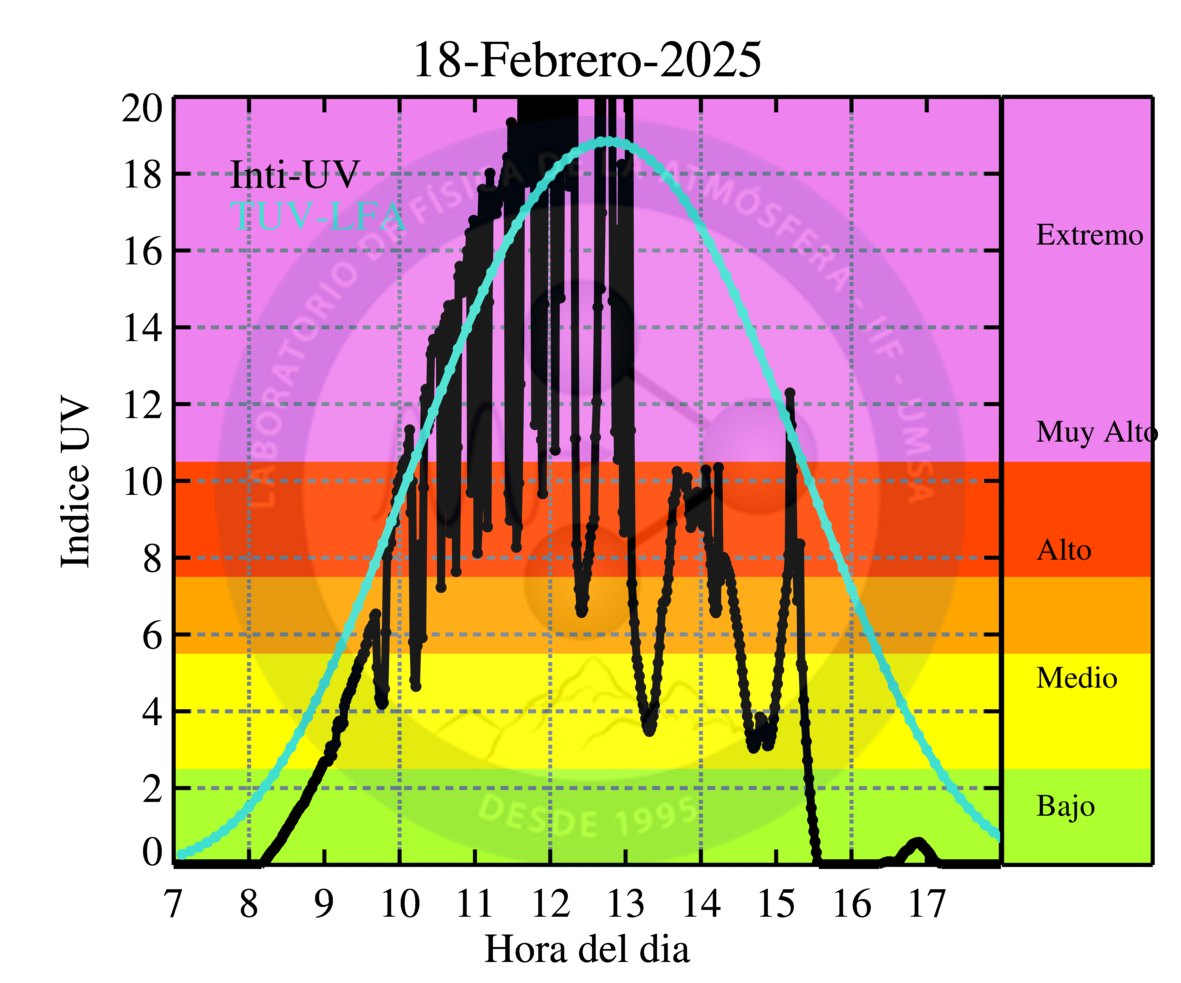 18-Febrero-2025
Indice UV
20
18
16
14
12
10
8
6
4
2
0
Inti-UV
TUV-LFA
LABORATORIO DE FÍSICA DE LA ATMÓSFERA - IIF - UMSA
DESDE 1995
Extremo
Muy Alto
Alto
Medio
Bajo
7 8 9 10 11 12 13 14 15 16 17
Hora del dia